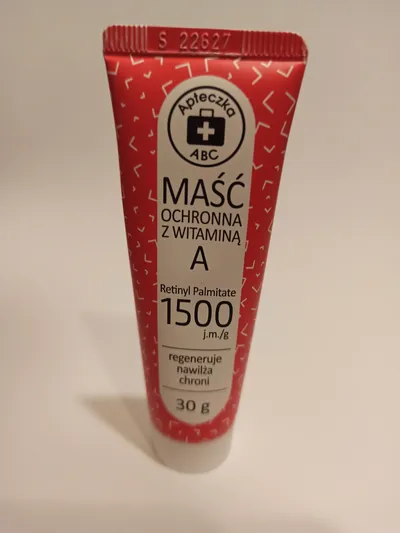 S 22627
Apteczka
ABC
MAŚĆ
OCHRONNA
Z WITAMINĄ
A
Retinyl Palmitate
1500
j.m./g
regeneruje
nawilża
chroni
30 g